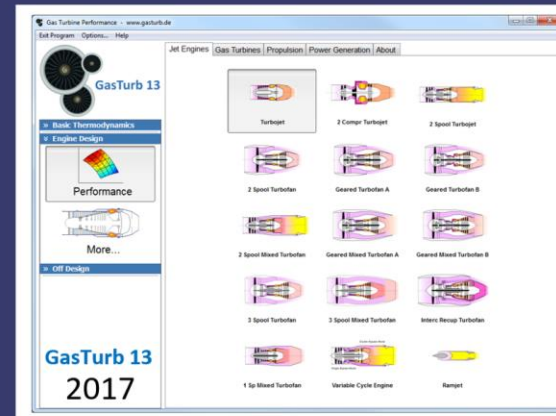 Gas Turbine Performance - www.gasturb.de
Exit Program Options... Help
GasTurb 13
» Basic Thermodynamics
Engine Design
Performance
More...
» Off Design
GasTurb 13
2017
Jet Engines Gas Turbines Propulsion Power Generation About
Turbojet 2 Compr Turbojet 2 Spool Turbojet
2 Spool Turbofan Geared Turbofan A Geared Turbofan B
2 Spool Mixed Turbofan Geared Mixed Turbofan A Geared Mixed Turbofan B
3 Spool Turbofan 3 Spool Mixed Turbofan Interc Recup Turbofan
1 Sp Mixed Turbofan Variable Cycle Engine Ramjet